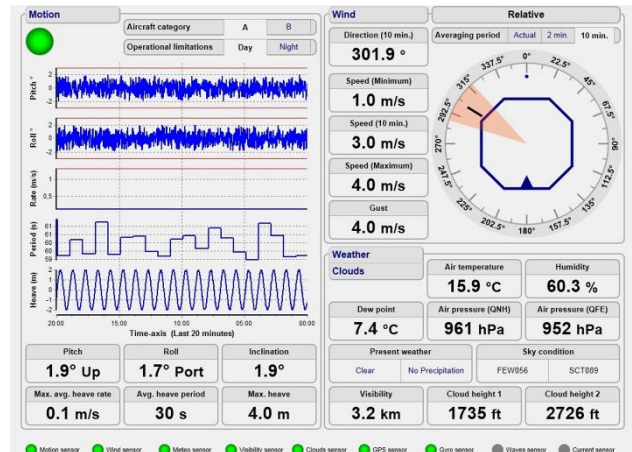 Motion
Aircraft category A B
Operational limitations Day Night
Pitch °
2
0
-2
Roll °
2
0
-2
Rate (m/s)
1
0,5
Period (s)
61
61
60
60
59
Heave (m)
2
1
0
-1
-2
20:00 15:00 10:00 05:00 00:00
Time-axis (Last 20 minutes)
Pitch Roll Inclination
1.9° Up 1.7° Port 1.9°
Max. avg. heave rate Avg. heave period Max. heave
0.1 m/s 30 s 4.0 m
Wind Relative
Direction (10 min.)
301.9 °
Averaging period Actual 2 min. 10 min.
Speed (Minimum)
1.0 m/s
Speed (10 min.)
3.0 m/s
Speed (Maximum)
4.0 m/s
Gust
4.0 m/s
0°
22.5°
45°
67.5°
90°
112.5°
135°
157.5°
180°
202.5°
225°
247.5°
270°
292.5°
315°
337.5°
Weather
Clouds
Air temperature Humidity
15.9 °C 60.3 %
Dew point Air pressure (QNH) Air pressure (QFE)
7.4 °C 961 hPa 952 hPa
Present weather Sky condition
Clear No Precipitation FEW056 SCT089
Visibility Cloud height 1 Cloud height 2
3.2 km 1735 ft 2726 ft
Motion sensor Wind sensor Meteo sensor Visibility sensor Clouds sensor GPS sensor Gyro sensor Waves sensor Current sensor